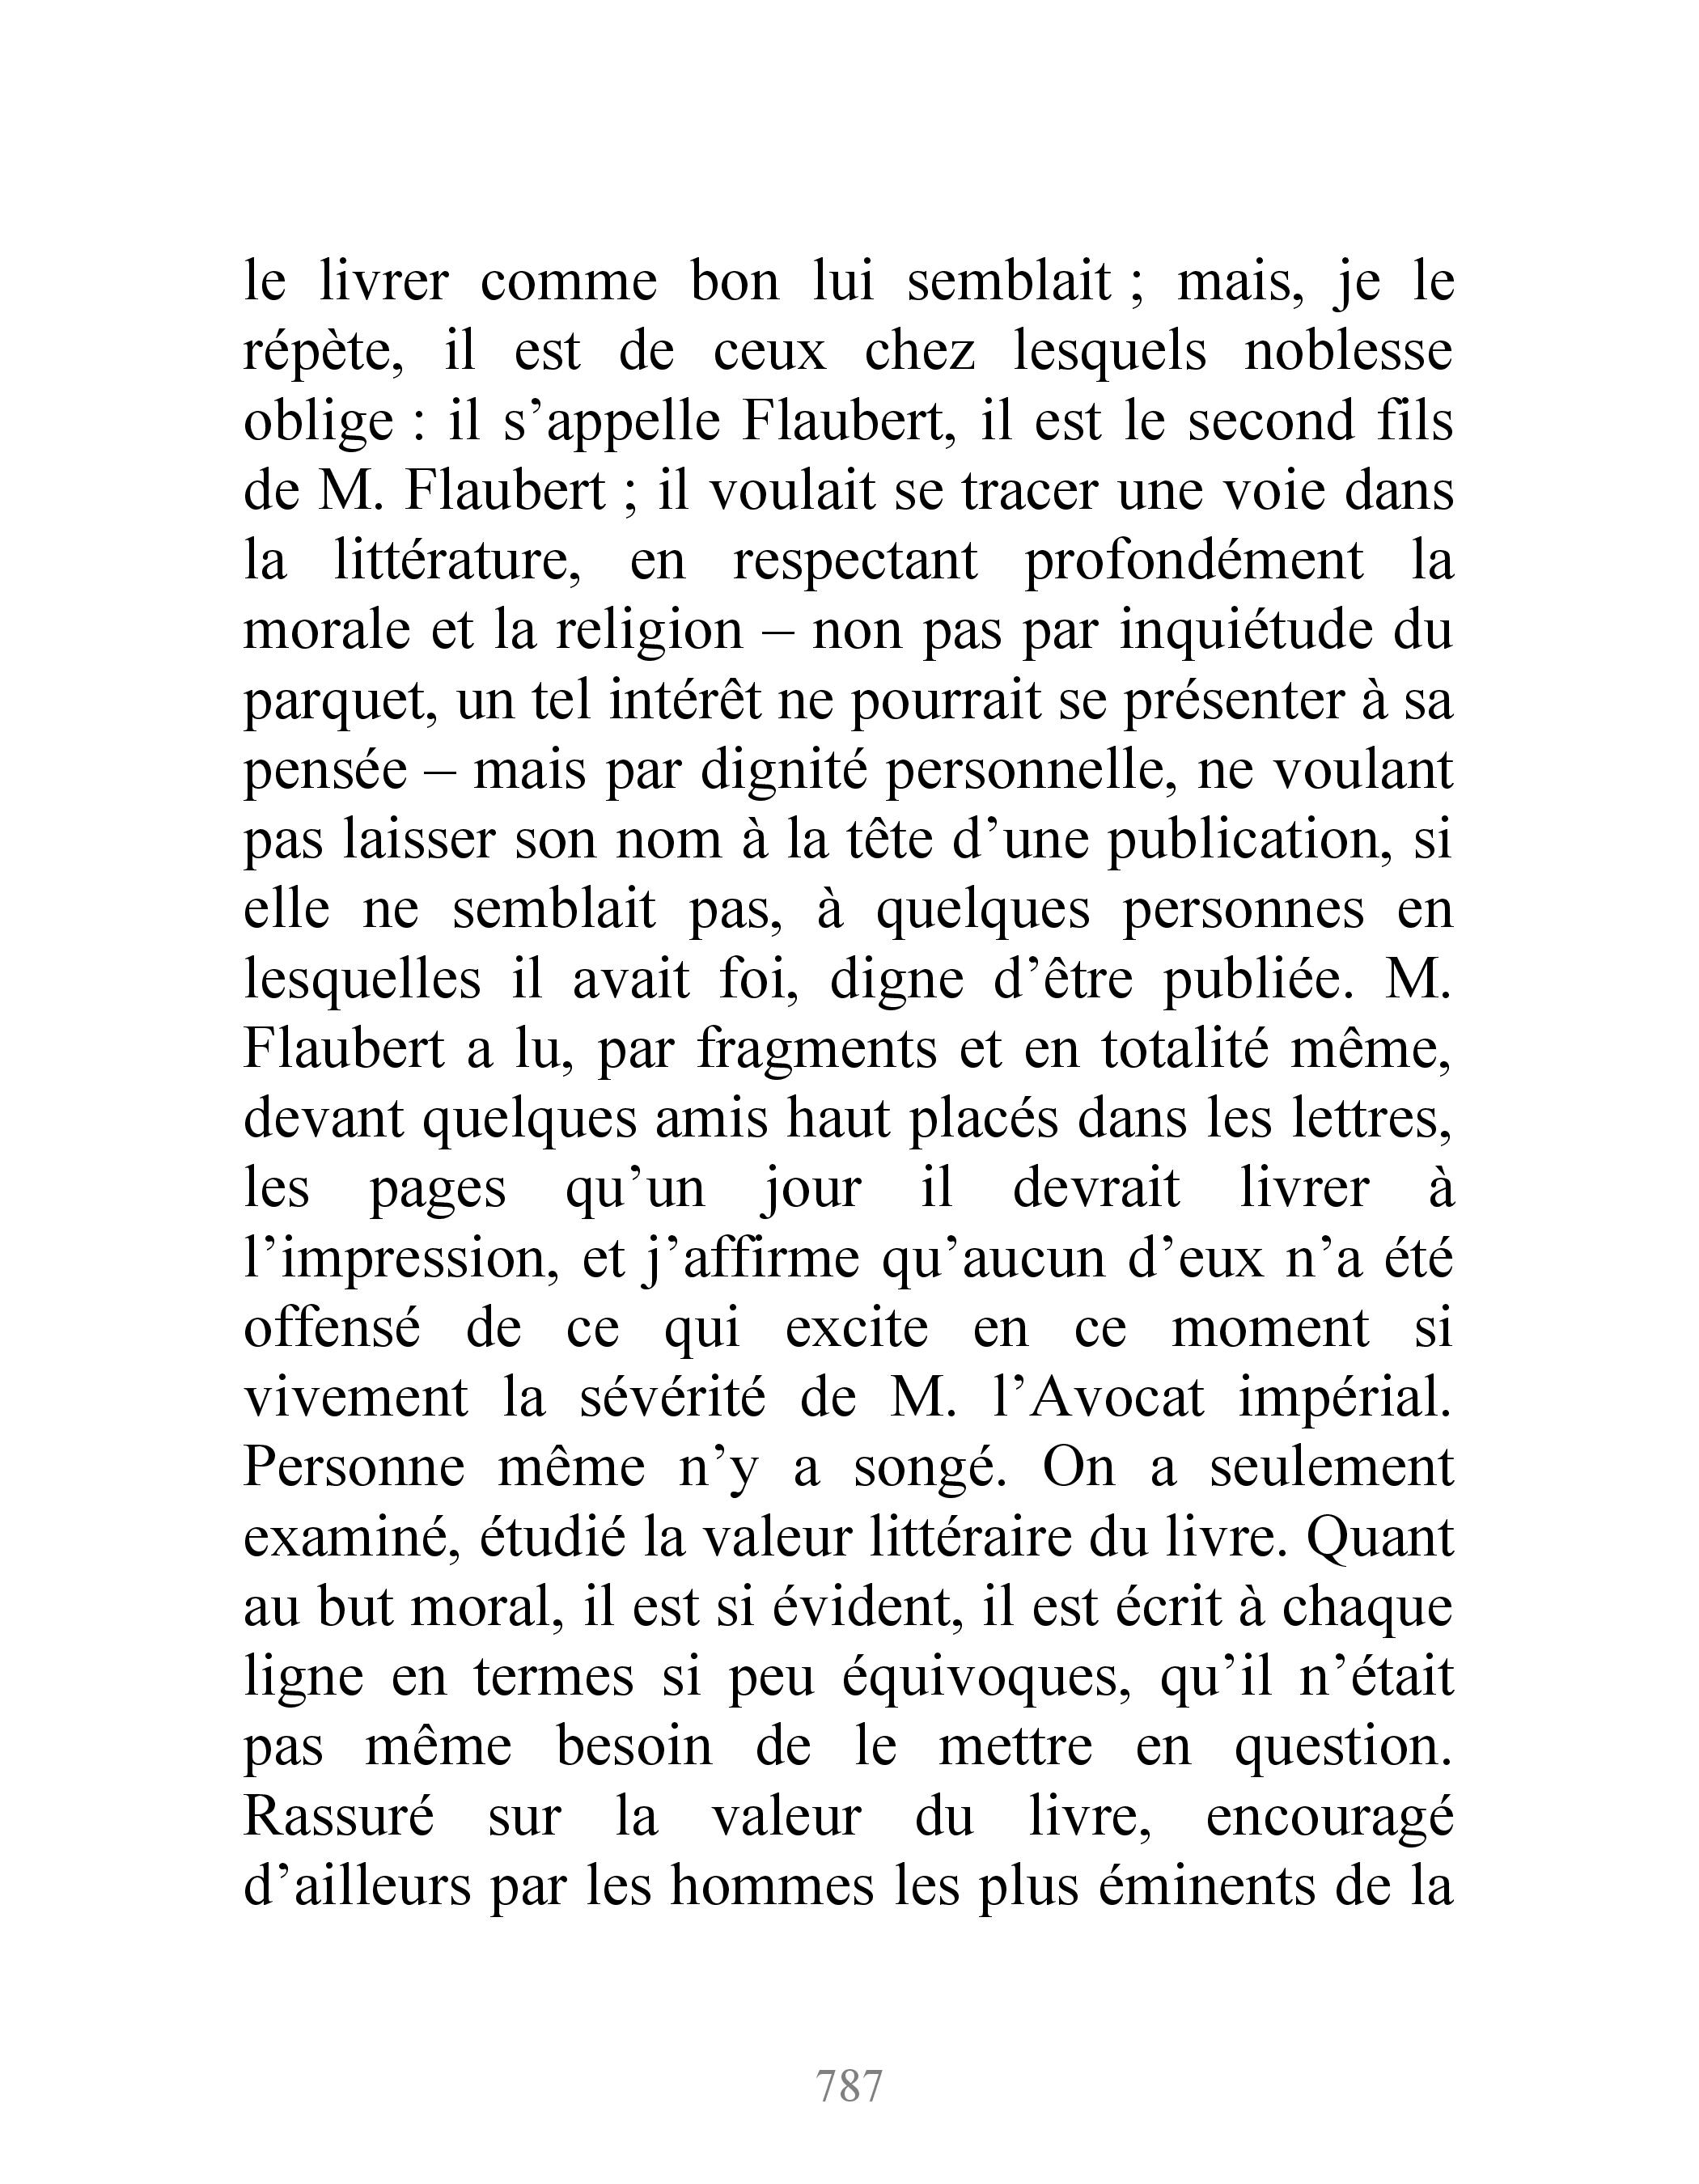 le livrer comme bon lui semblait ; mais, je le
répète, il est de ceux chez lesquels noblesse
oblige : il s’appelle Flaubert, il est le second fils
de M. Flaubert ; il voulait se tracer une voie dans
la littérature, en respectant profondément la
morale et la religion – non pas par inquiétude du
parquet, un tel intérêt ne pourrait se présenter à sa
pensée – mais par dignité personnelle, ne voulant
pas laisser son nom à la tête d’une publication, si
elle ne semblait pas, à quelques personnes en
lesquelles il avait foi, digne d’être publiée. M.
Flaubert a lu, par fragments et en totalité même,
devant quelques amis haut placés dans les lettres,
les pages qu’un jour il devrait livrer à
l’impression, et j’affirme qu’aucun d’eux n’a été
offensé de ce qui excite en ce moment si
vivement la sévérité de M. l’Avocat impérial.
Personne même n’y a songé. On a seulement
examiné, étudié la valeur littéraire du livre. Quant
au but moral, il est si évident, il est écrit à chaque
ligne en termes si peu équivoques, qu’il n’était
pas même besoin de le mettre en question.
Rassuré sur la valeur du livre, encouragé
d’ailleurs par les hommes les plus éminents de la
787